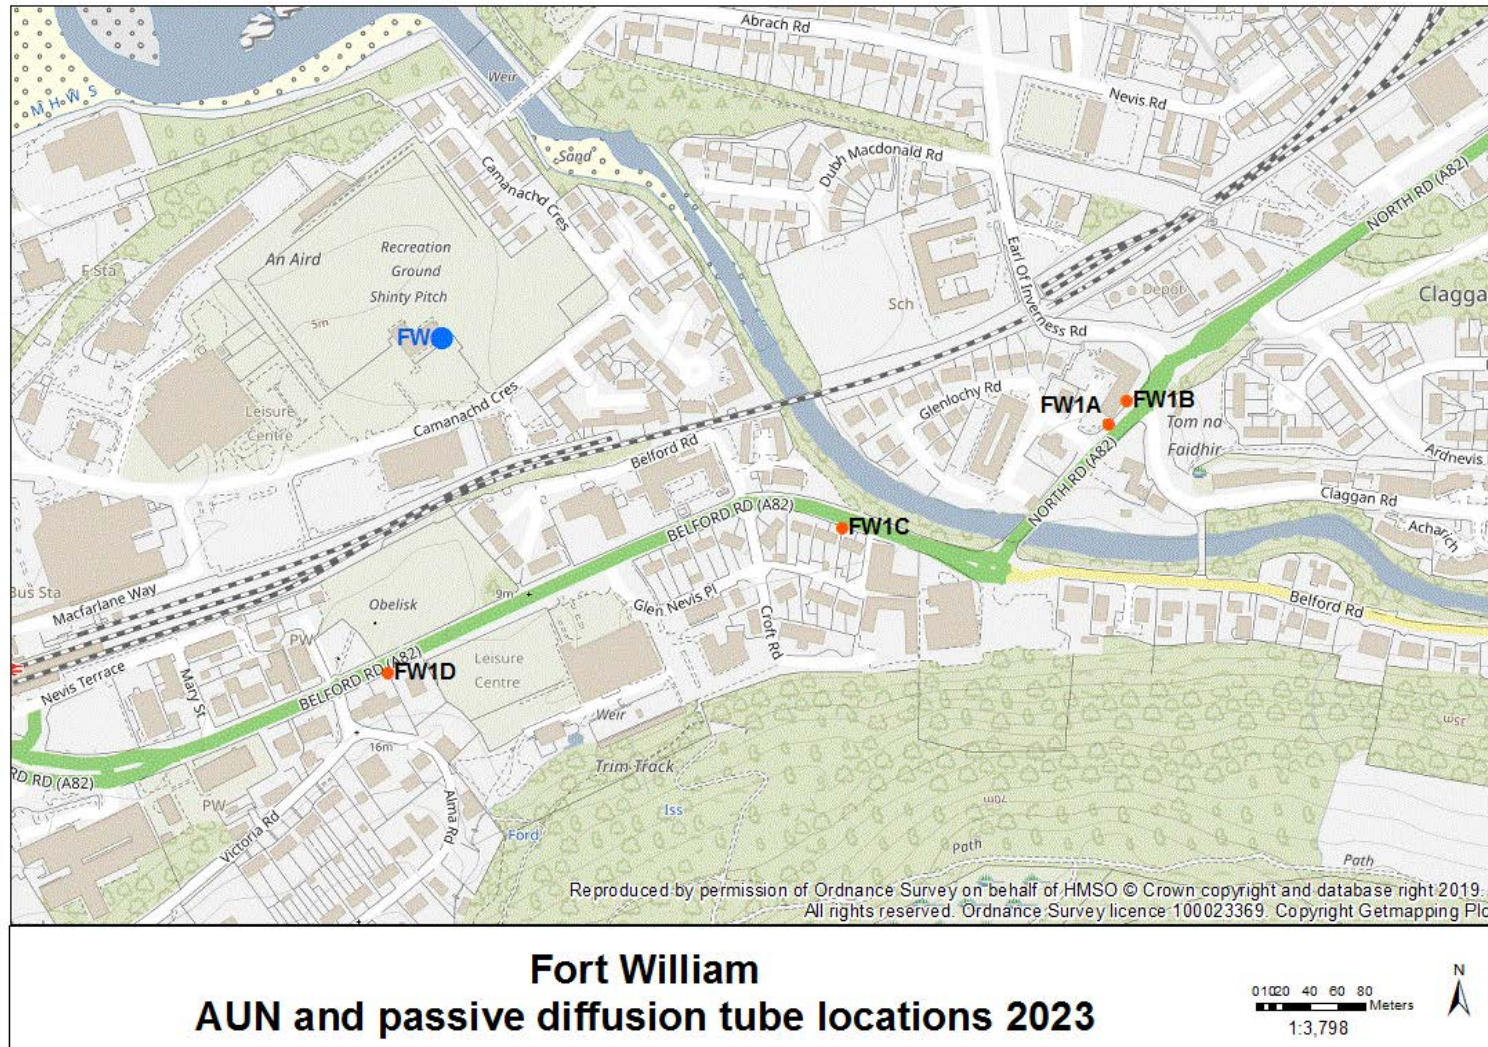 Abrach Rd
Weir
M H W S
Nevis Rd
Sand
Dubh Macdonald Rd
Camanachd Cres
NORTH RD (A82)
An Aird
Recreation
Ground
Shinty Pitch
Earl Of Inverness Rd
Sta
Depot
Clagga
Sch
5m
FW
Glenlochy Rd
FW1A
FW1B
Leisure
Centre
Camanachd Cres
Tom na
Faidhir
Belford Rd
Ardnevis
NORTH RD (A82)
Claggan Rd
BELFORD RD (A82)
FW1C
Acharich
Bus Sta
Macfarlane Way
Obelisk
9m
Glen Nevis Pl
Belford Rd
Croft Rd
PW
Nevis Terrace
Mary St
BELFORD RD (A82)
FW1D
Leisure
Centre
Weir
35m
16m
Trim Track
RD RD (A82)
PW
Iss
70m
Alma Rd
Victoria Rd
Ford
Path
Path
Reproduced by permission of Ordnance Survey on behalf of HMSO © Crown copyright and database right 2019.
All rights reserved. Ordnance Survey licence 100023369. Copyright Getmapping Plc
Fort William
AUN and passive diffusion tube locations 2023
N
01020 40 60 80
Meters
1:3,798